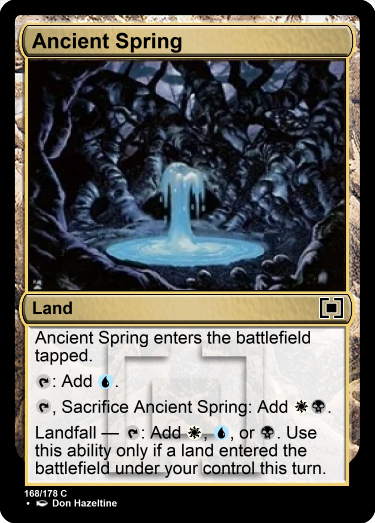 Ancient Spring
Land
Ancient Spring enters the battlefield
tapped.
: Add .
, Sacrifice Ancient Spring: Add .
Landfall — : Add , , or . Use
this ability only if a land entered the
battlefield under your control this turn.
168/178 C
• Don Hazeltine